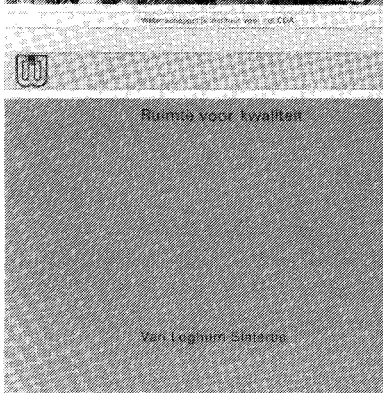 Wetenschappelijk Instituut voor het CDA
Ruimte voor kwaliteit
Van Loghum Slaterus